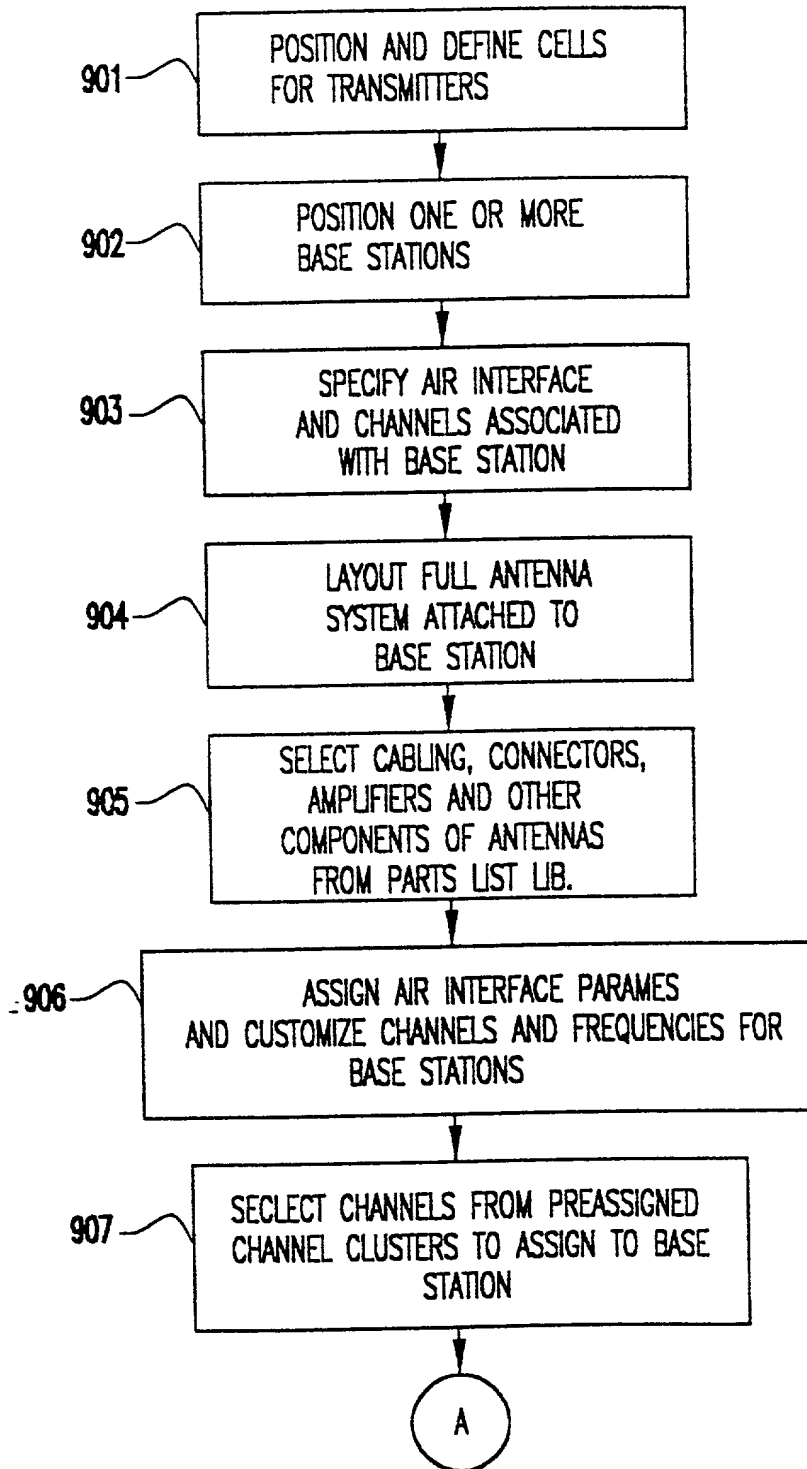 901
POSITION AND DEFINE CELLS
FOR TRANSMITTERS
902
POSITION ONE OR MORE
BASE STATIONS
903
SPECIFY AIR INTERFACE
AND CHANNELS ASSOCIATED
WITH BASE STATION
904
LAYOUT FULL ANTENNA
SYSTEM ATTACHED TO
BASE STATION
905
SELECT CABLING, CONNECTORS,
AMPLIFIERS AND OTHER
COMPONENTS OF ANTENNAS
FROM PARTS LIST LIB.
906
ASSIGN AIR INTERFACE PARAMES
AND CUSTOMIZE CHANNELS AND FREQUENCIES FOR
BASE STATIONS
907
SECLECT CHANNELS FROM PREASSIGNED
CHANNEL CLUSTERS TO ASSIGN TO BASE
STATION
A